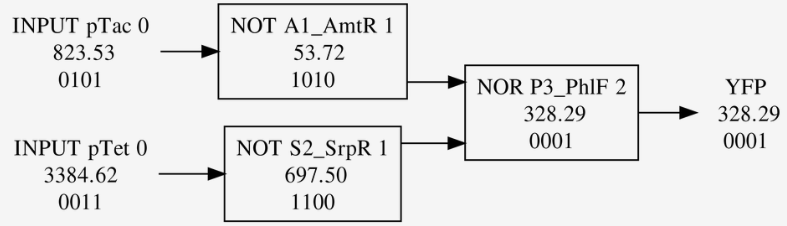 INPUT pTac 0
823.53
0101
NOT A1_AmtR 1
53.72
1010
INPUT pTet 0
3384.62
0011
NOT S2_SrpR 1
697.50
1100
NOR P3_PhlF 2
328.29
0001
YFP
328.29
0001